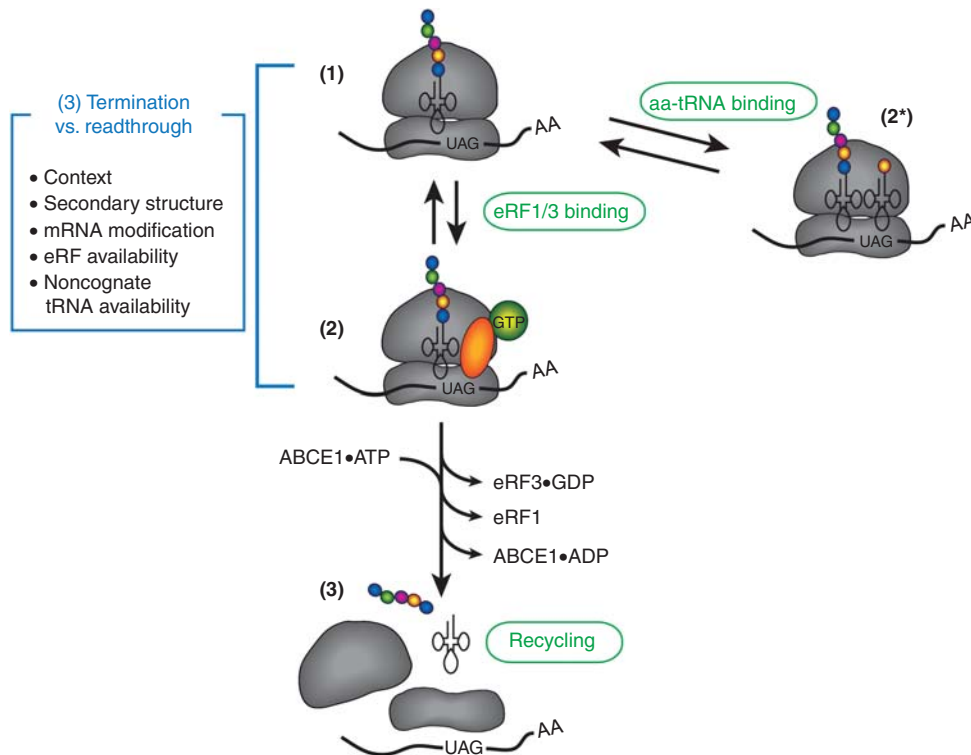 (1)
(3) Termination
vs. readthrough
• Context
• Secondary structure
• mRNA modification
• eRF availability
• Noncognate
tRNA availability
UAG
AA
aa-tRNA binding
(2*)
UAG
AA
eRF1/3 binding
(2)
GTP
UAG
AA
ABCE1•ATP
eRF3•GDP
eRF1
ABCE1•ADP
(3)
Recycling
UAG
AA